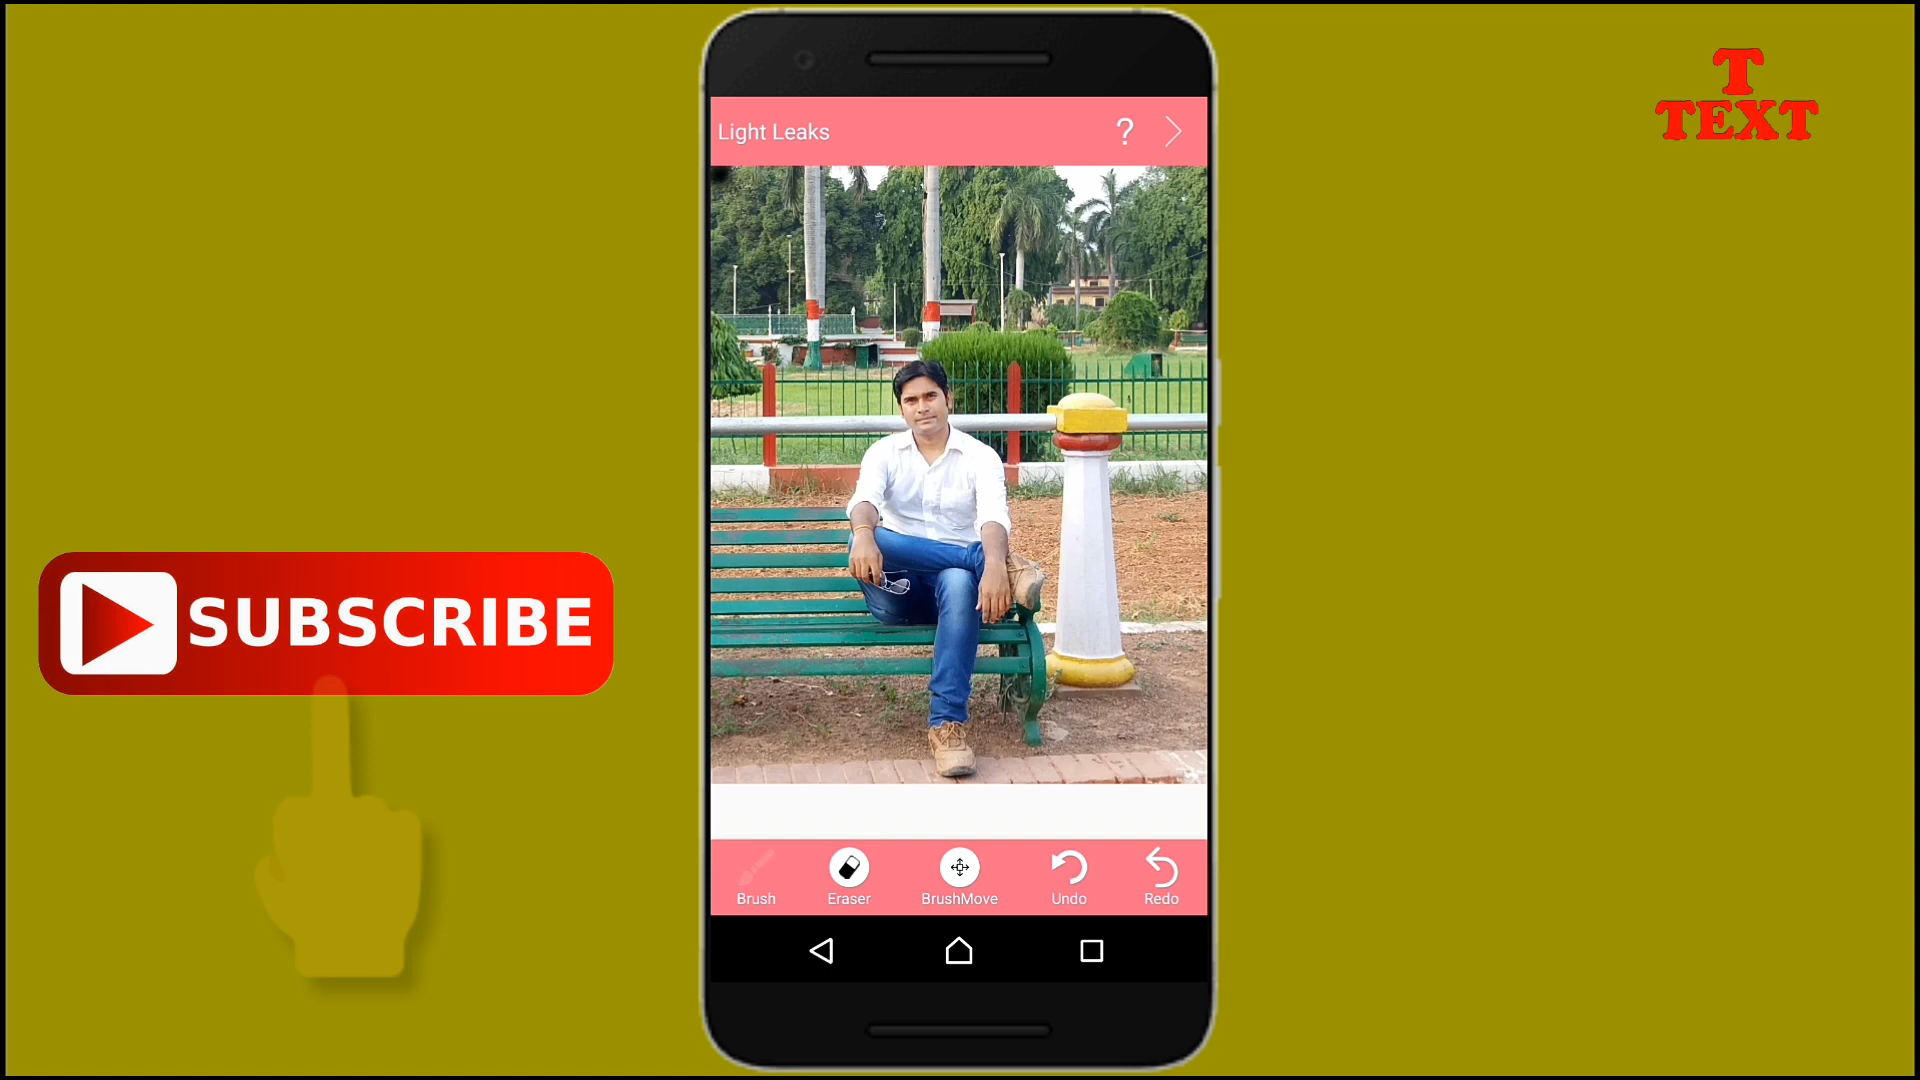 T
TEXT
Light Leaks ?
SUBSCRIBE
Brush Eraser BrushMove Undo Redo